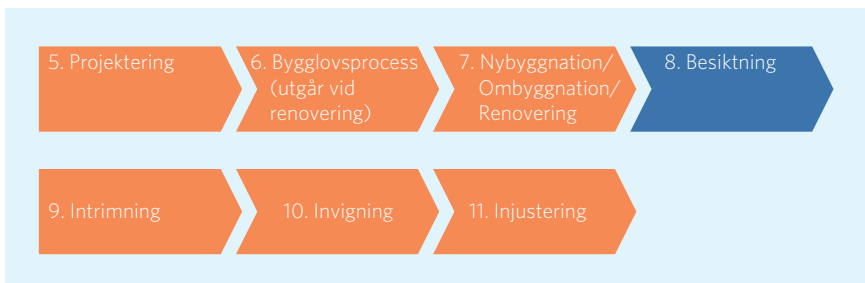 5. Projektering
6. Bygglovsprocess
(utgår vid
renovering)
7. Nybyggnation/
Ombyggnation/
Renovering
8. Besiktning
9. Intrimning
10. Invigning
11. Injustering